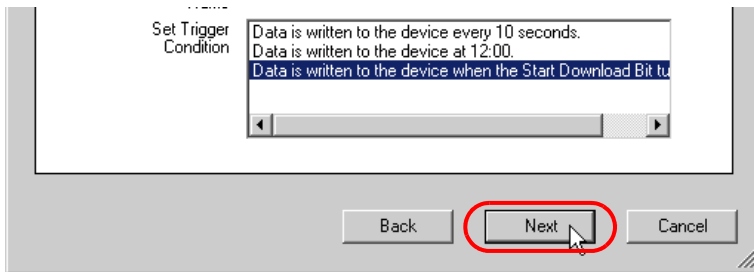 Set Trigger
Condition
Data is written to the device every 10 seconds.
Data is written to the device at 12:00.
Data is written to the device when the Start Download Bit tu
Back
Next
Cancel